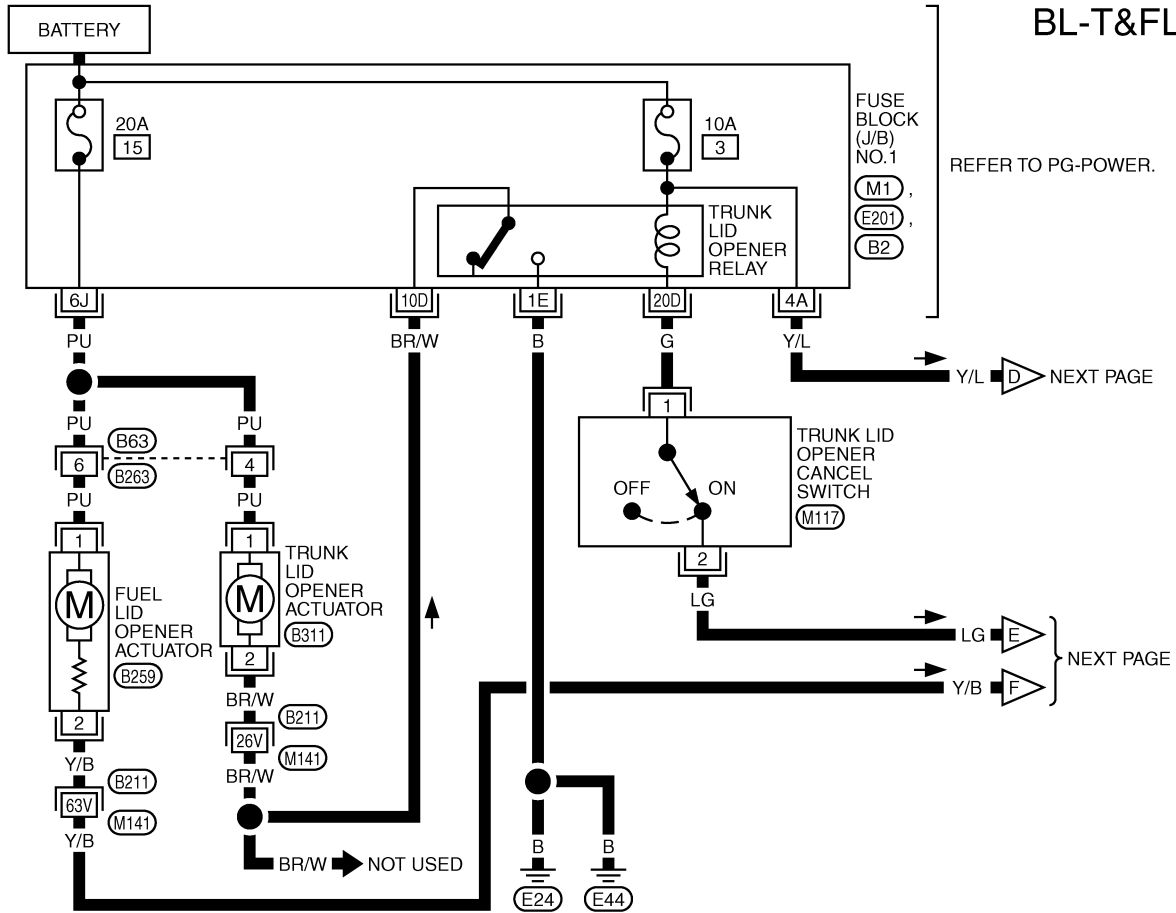 BL-T&FL
BATTERY
20A
15
10A
3
FUSE
BLOCK
(J/B)
NO.1
M1 ,
E201 ,
B2
REFER TO PG-POWER.
TRUNK
LID
OPENER
RELAY
6J
10D
1E
20D
4A
PU
BR/W
B
G
Y/L
Y/L
D
NEXT PAGE
PU
PU
6
B63
B263
4
PU
PU
1
TRUNK LID
OPENER
CANCEL
SWITCH
M117
OFF
ON
2
LG
1
1
M
M
FUEL
LID
OPENER
ACTUATOR
B259
TRUNK
LID
OPENER
ACTUATOR
B311
2
2
LG
E
Y/B
F
NEXT PAGE
BR/W
B211
26V
M141
BR/W
Y/B
B211
63V
M141
Y/B
BR/W
NOT USED
B
B
E24
E44